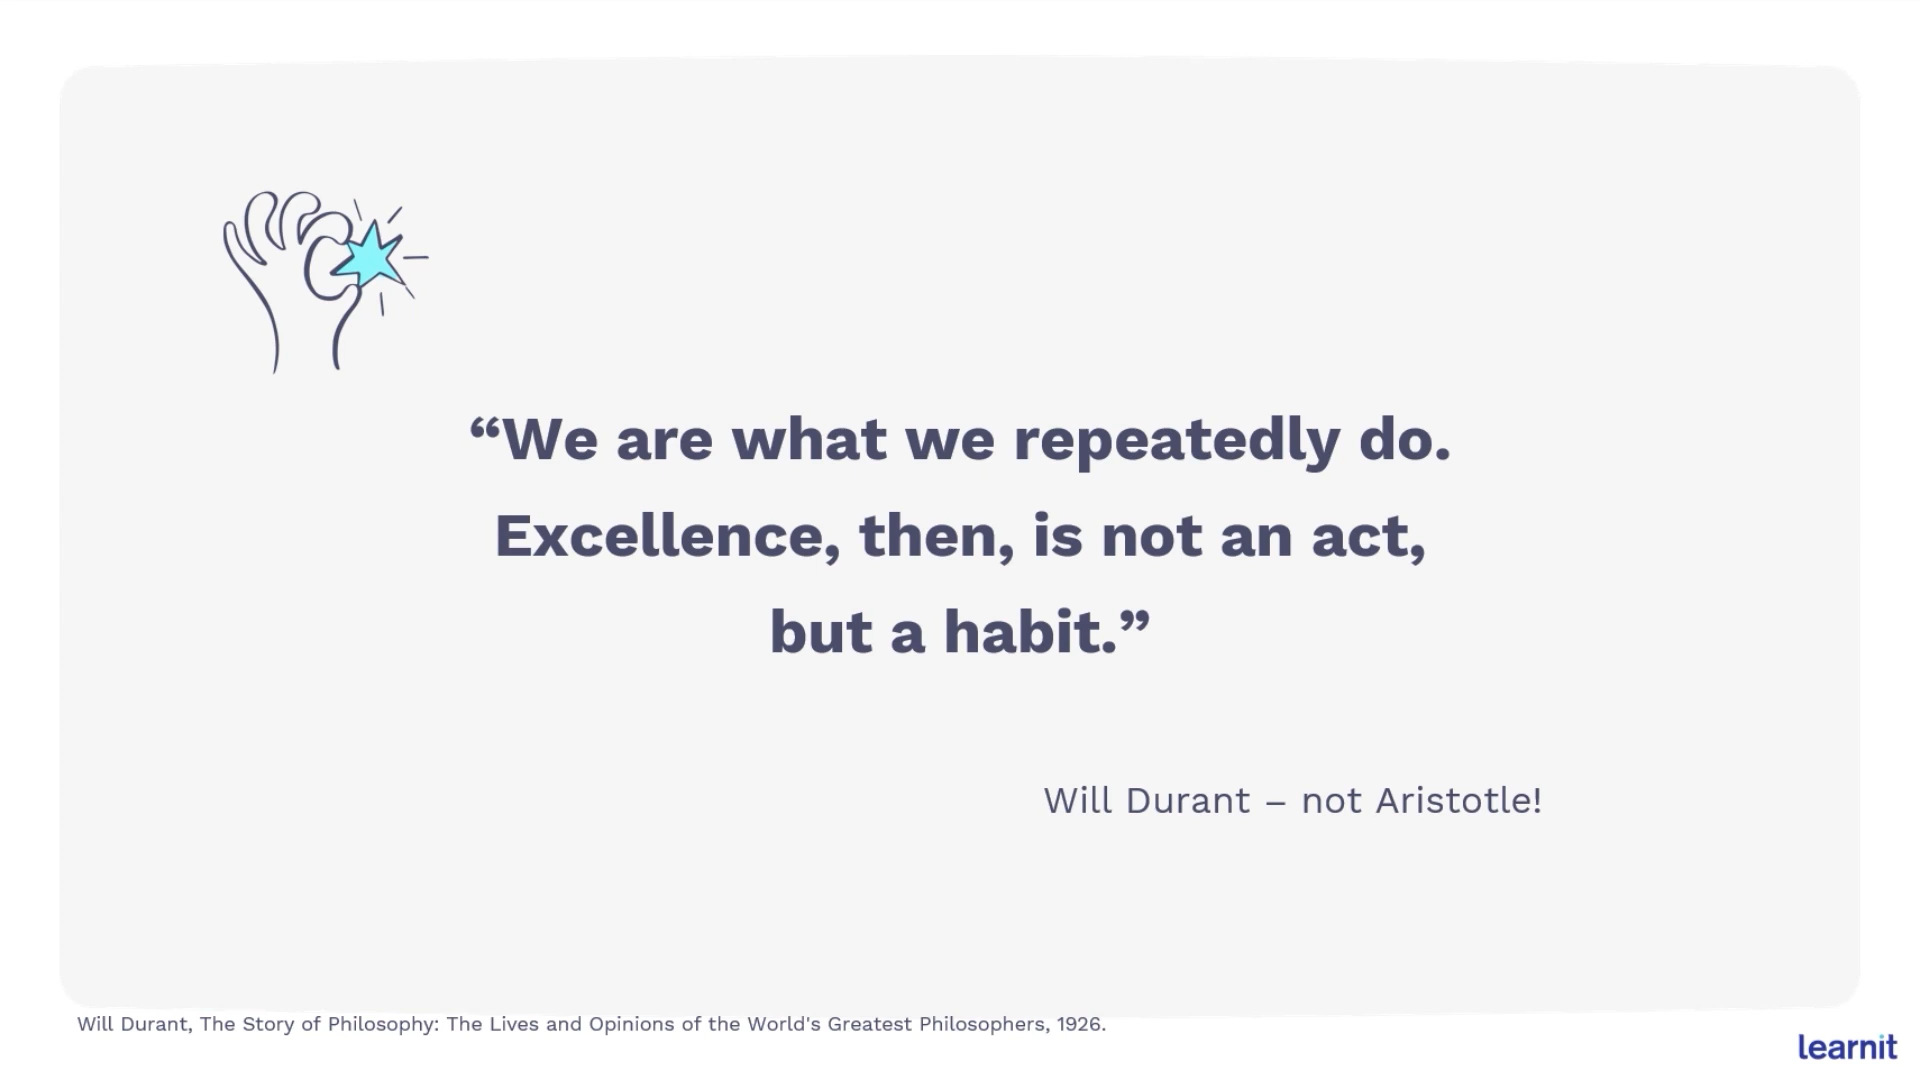 “We are what we repeatedly do.
Excellence, then, is not an act,
but a habit.”
Will Durant – not Aristotle!
Will Durant, The Story of Philosophy: The Lives and Opinions of the World's Greatest Philosophers, 1926.
learnit